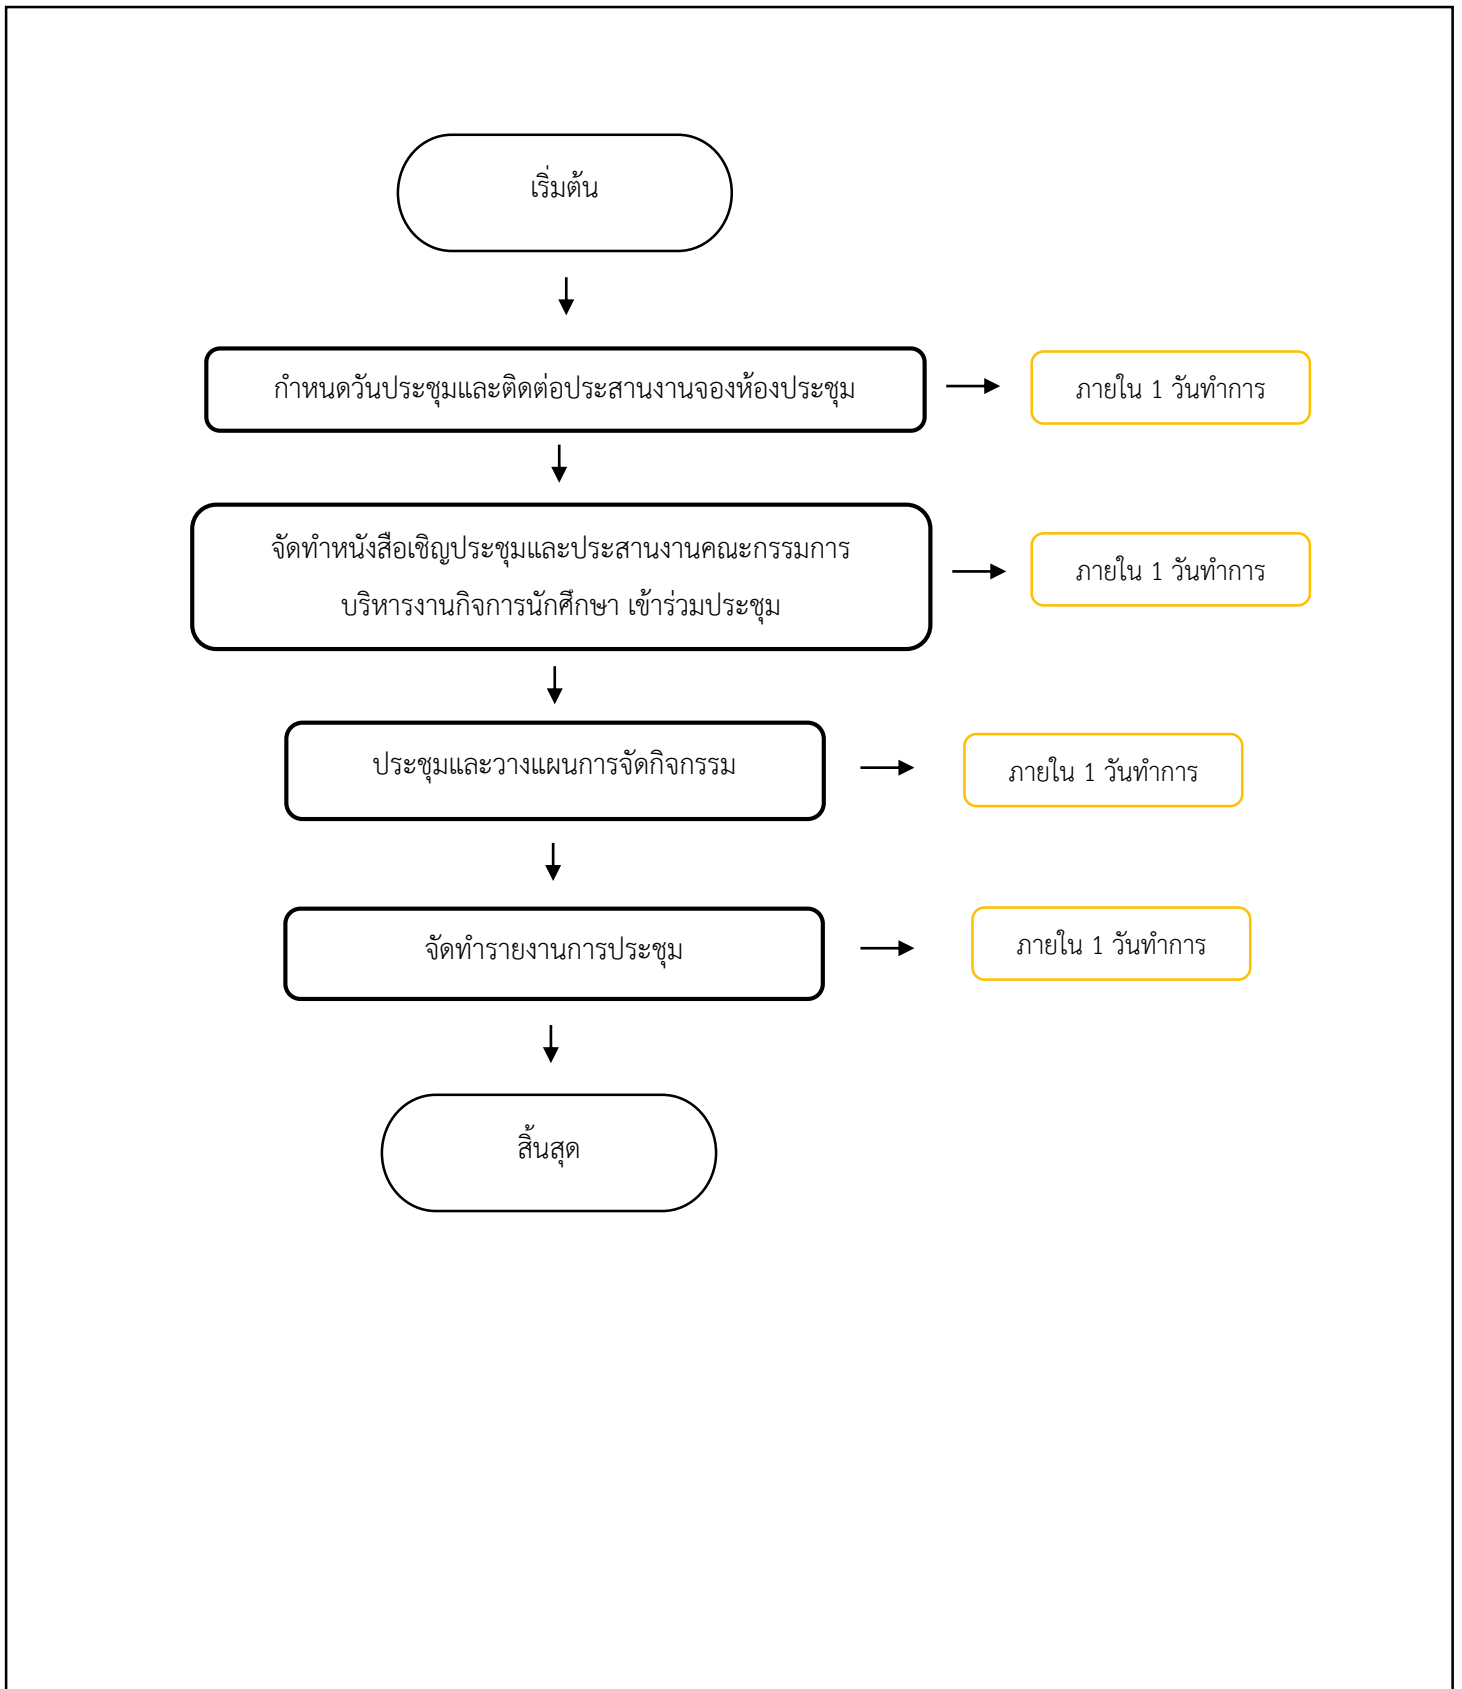 เริ่มต้น
กำหนดวันประชุมและติดต่อประสานงานจองห้องประชุม
ภายใน 1 วันทำการ
จัดทำหนังสือเชิญประชุมและประสานงานคณะกรรมการ
บริหารงานกิจการนักศึกษา เข้าร่วมประชุม
ภายใน 1 วันทำการ
ประชุมและวางแผนการจัดกิจกรรม
ภายใน 1 วันทำการ
จัดทำรายงานการประชุม
ภายใน 1 วันทำการ
สิ้นสุด